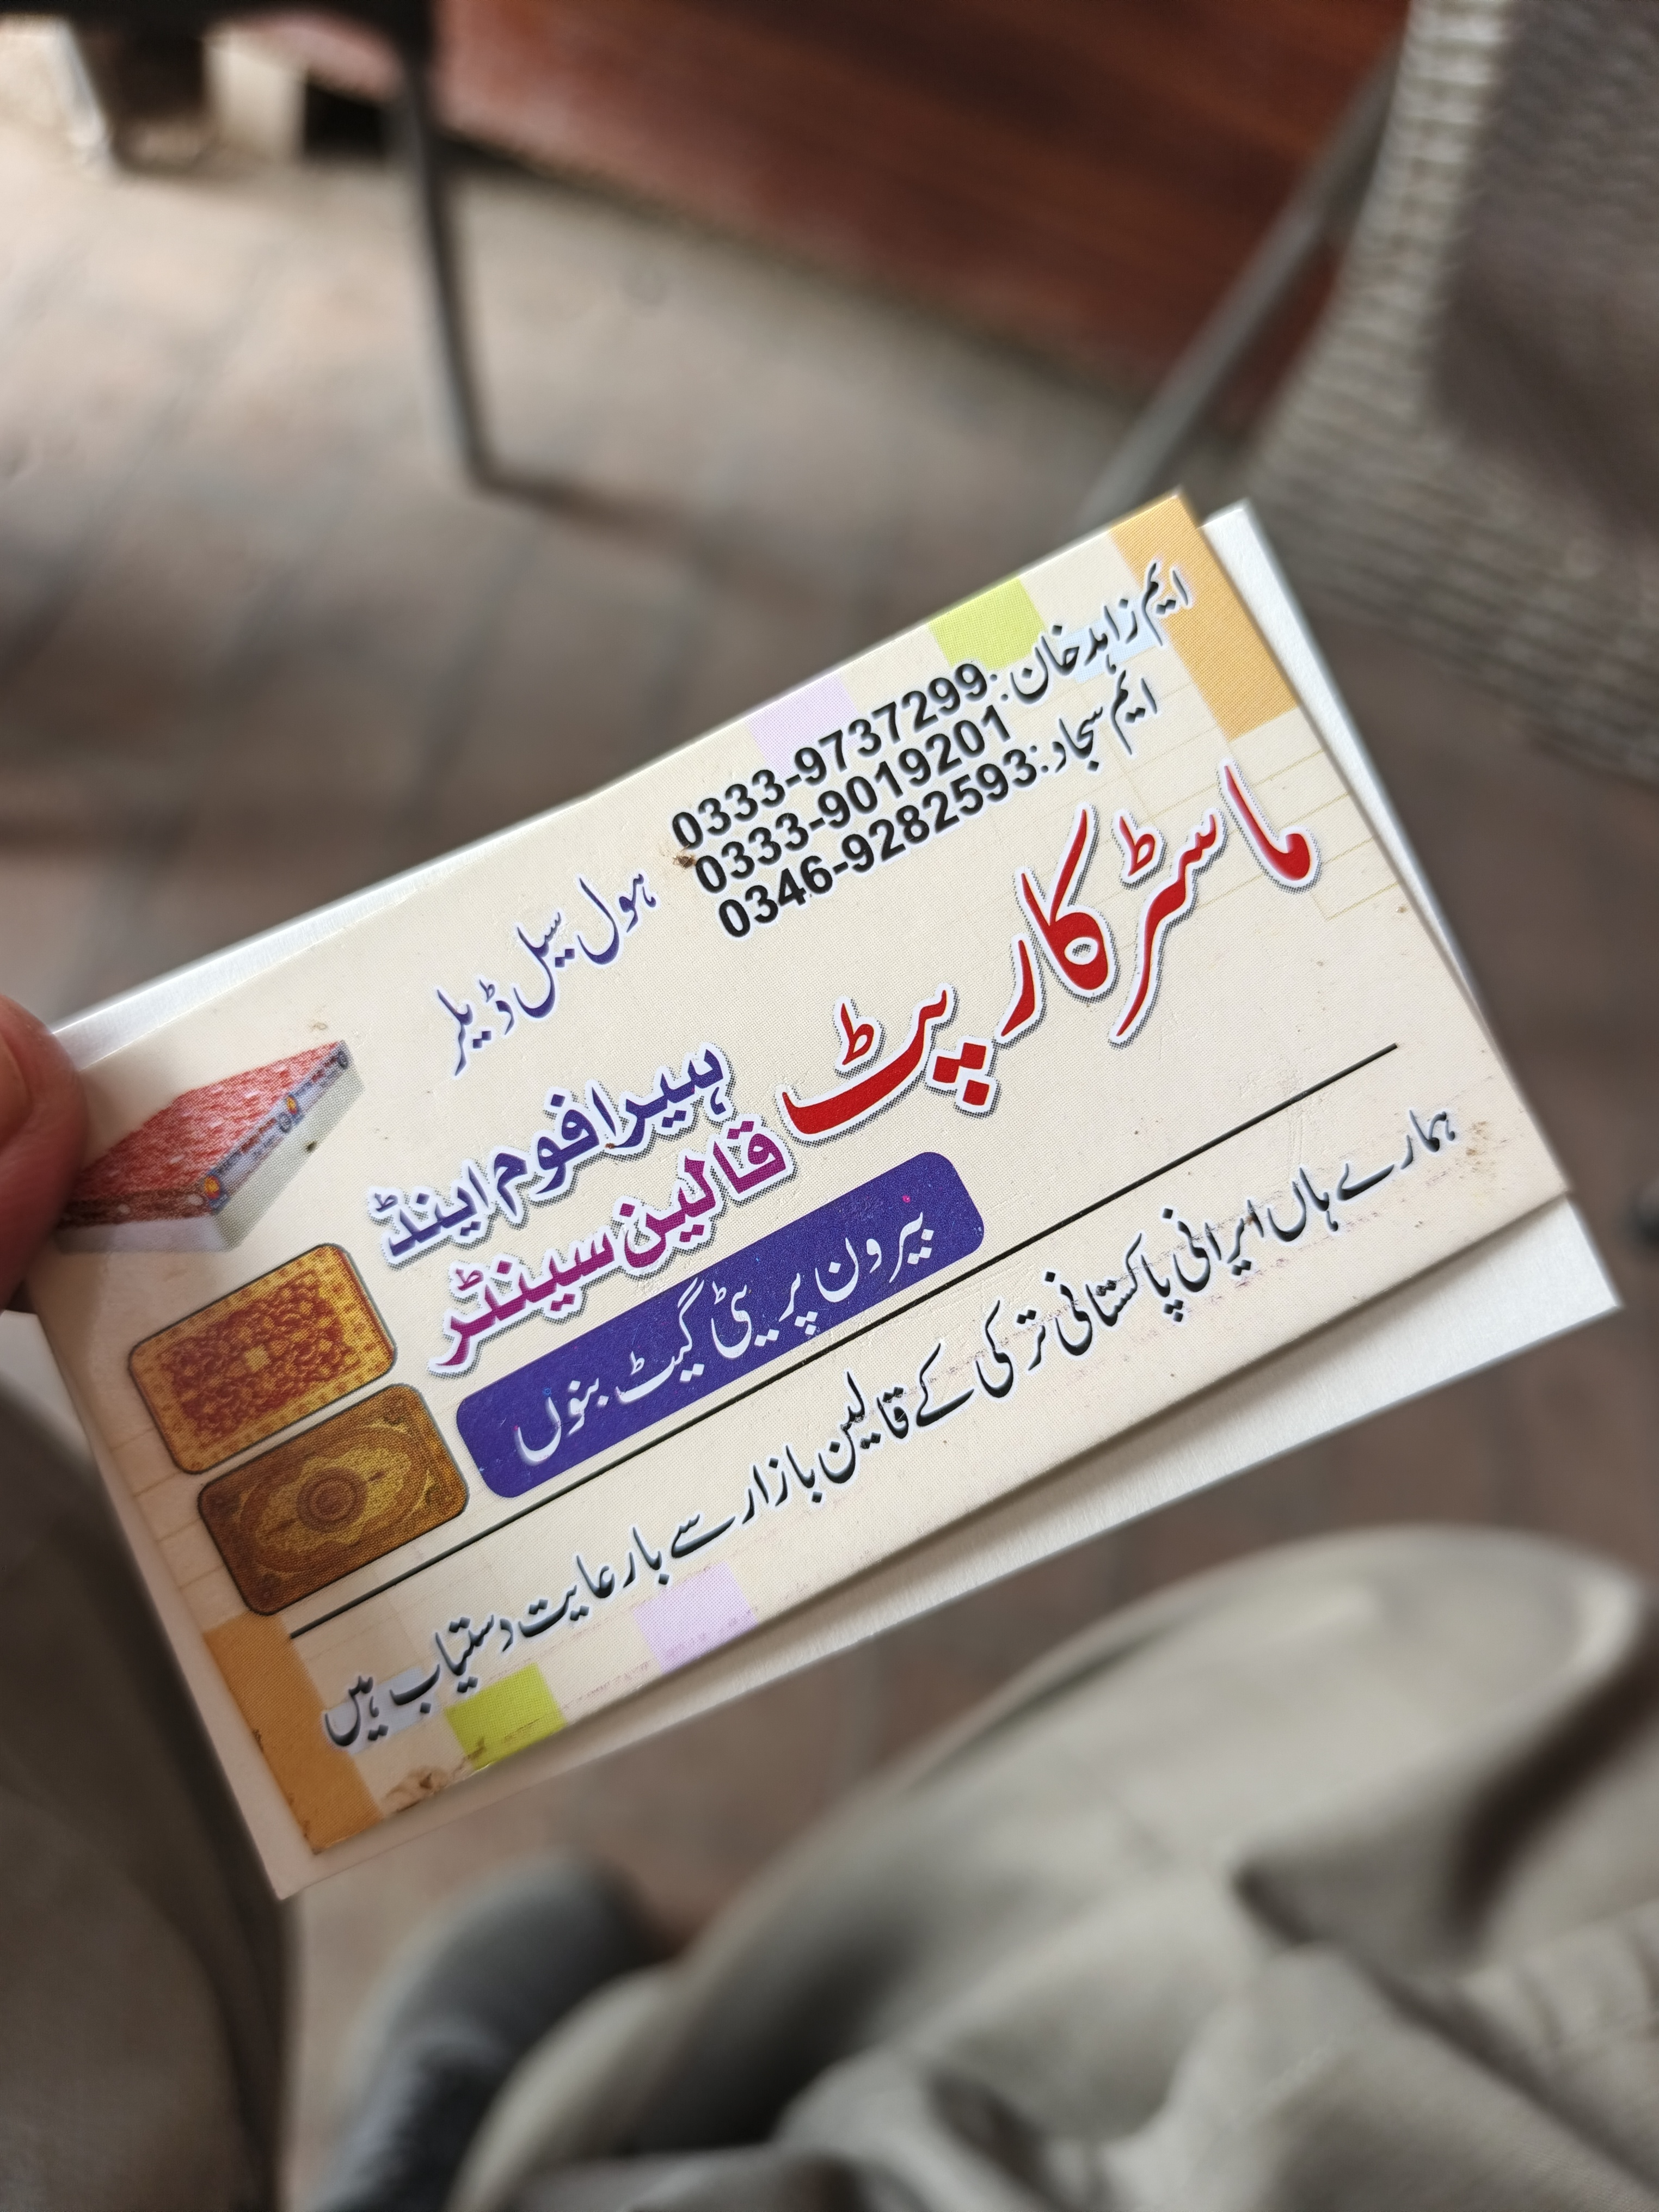 ایم زاہد خان: 0333-9737299
0333-9019201
ایم سجاد: 0346-9282593
ہول سیل ڈیلر
ماسٹر کارپٹ
ہیرا فوم اینڈ
قالین سینٹر
بیرون پریٹی گیٹ بنوں
ہمارے ہاں ایرانی پاکستانی ترکی کے قالین بازار سے بارعایت دستیاب ہیں